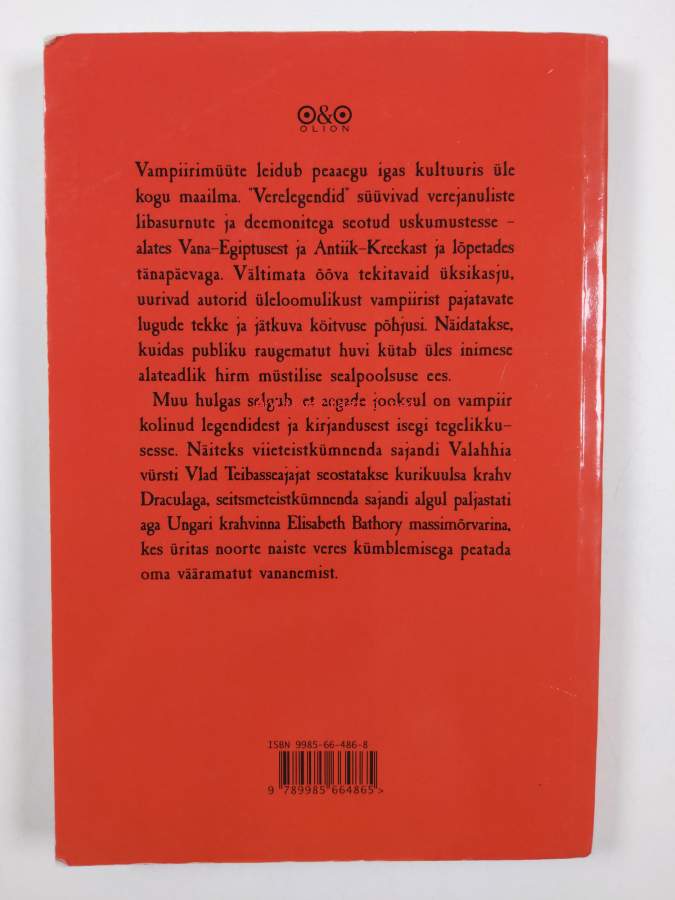 O&O
OLION
Vampiirimüüte leidub peaaegu igas kultuuris üle
kogu maailma. "Verelegendid" süüvivad verejanuliste
libasurnute ja deemonitega seotud uskumustesse –
alates Vana-Egiptusest ja Antiik-Kreekast ja lõpetades
tänapäevaga. Vältimata õõva tekitavaid üksikasju,
uurivad autorid üleloomulikust vampiirist pajatavate
lugude tekke ja jätkuva köitvuse põhjusi. Näidatakse,
kuidas publiku raugematut huvi kütab üles inimese
alateadlik hirm müstilise sealpoolsuse ees.
Muu hulgas selgub, et aegade jooksul on vampiir
kolinud legendidest ja kirjandusest isegi tegelikku-
sesse. Näiteks viieteistkümnenda sajandi Valahhia
vürsti Vlad Teibasseajajat seostatakse kurikuulsa krahv
Draculaga, seitsmeteistkümnenda sajandi algul paljastati
aga Ungari krahvinna Elisabeth Bathory massimõrvarina,
kes üritas noorte naiste veres kümblemisega peatada
oma vääramatut vananemist.
ISBN 9985-66-486-8
9 789985 664865>